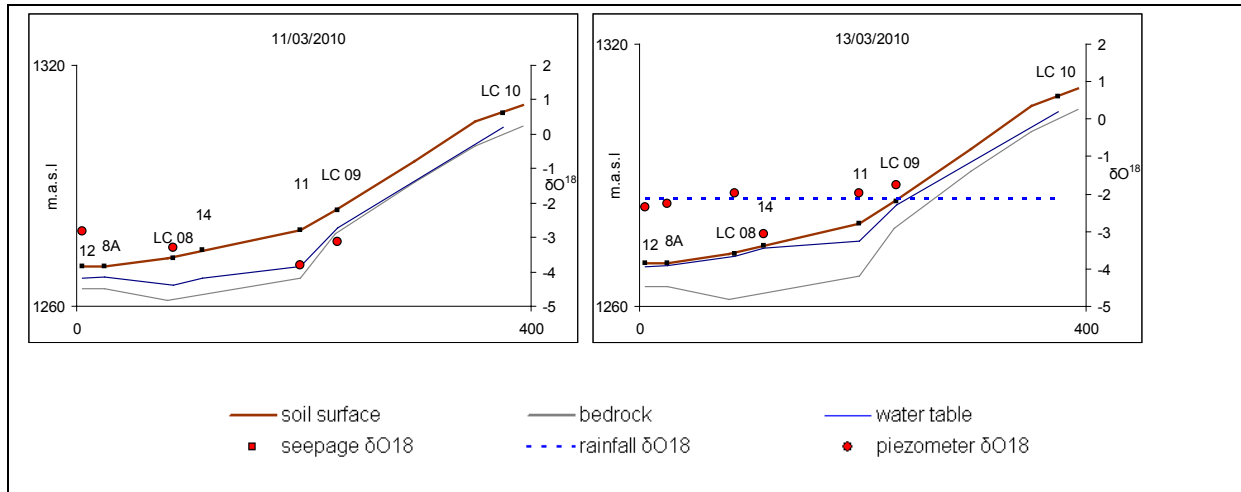 11/03/2010
1320
1260
m.a.s.l
0
400
2
1
0
-1
-2
-3
-4
-5
δO18
12
8A
LC 08
14
11
LC 09
LC 10
13/03/2010
1320
1260
m.a.s.l
0
400
2
1
0
-1
-2
-3
-4
-5
δO18
12
8A
LC 08
14
11
LC 09
LC 10
soil surface
bedrock
water table
seepage δO18
rainfall δO18
piezometer δO18